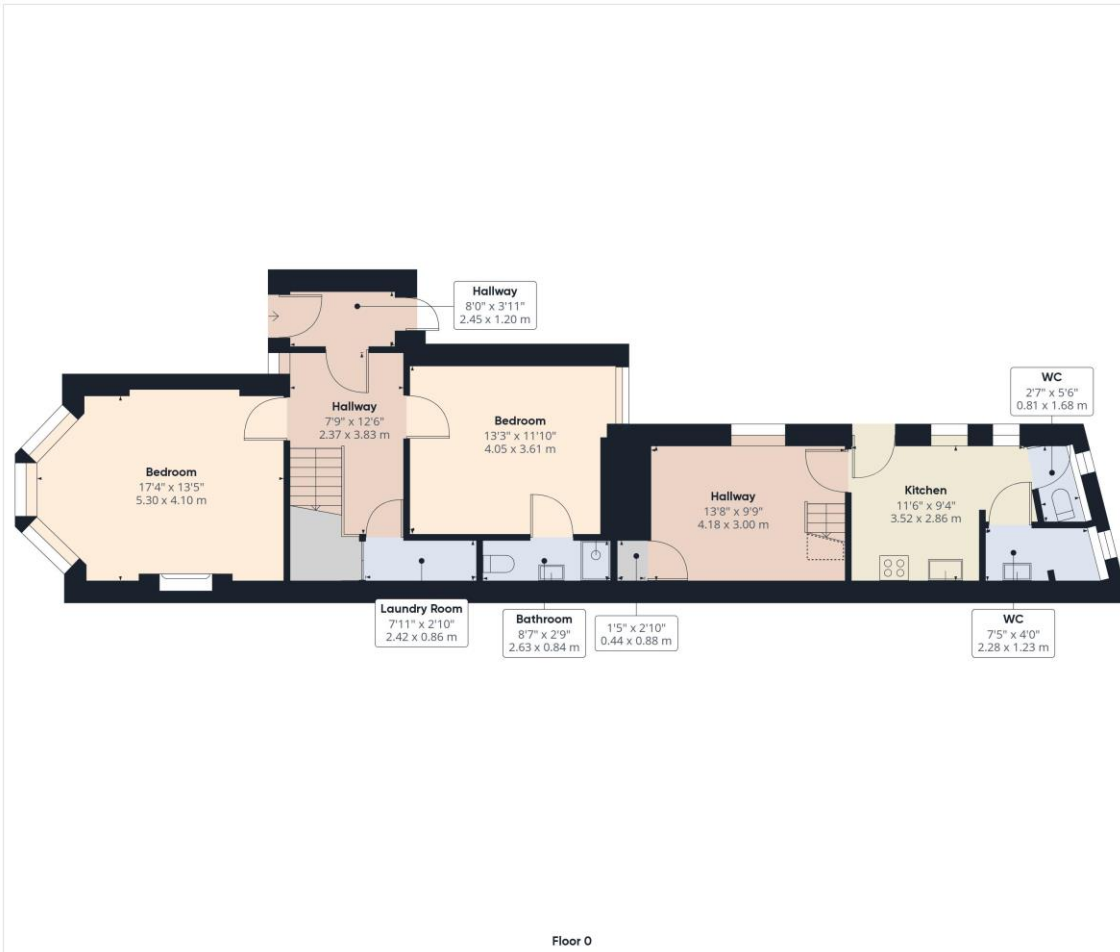 Hallway
8'0" x 3'11"
2.45 x 1.20 m
Hallway
7'9" x 12'6"
2.37 x 3.83 m
Bedroom
17'4" x 13'5"
5.30 x 4.10 m
Bedroom
13'3" x 11'10"
4.05 x 3.61 m
WC
2'7" x 5'6"
0.81 x 1.68 m
Hallway
13'8" x 9'9"
4.18 x 3.00 m
Kitchen
11'6" x 9'4"
3.52 x 2.86 m
Laundry Room
7'11" x 2'10"
2.42 x 0.86 m
Bathroom
8'7" x 2'9"
2.63 x 0.84 m
1'5" x 2'10"
0.44 x 0.88 m
WC
7'5" x 4'0"
2.28 x 1.23 m
Floor 0